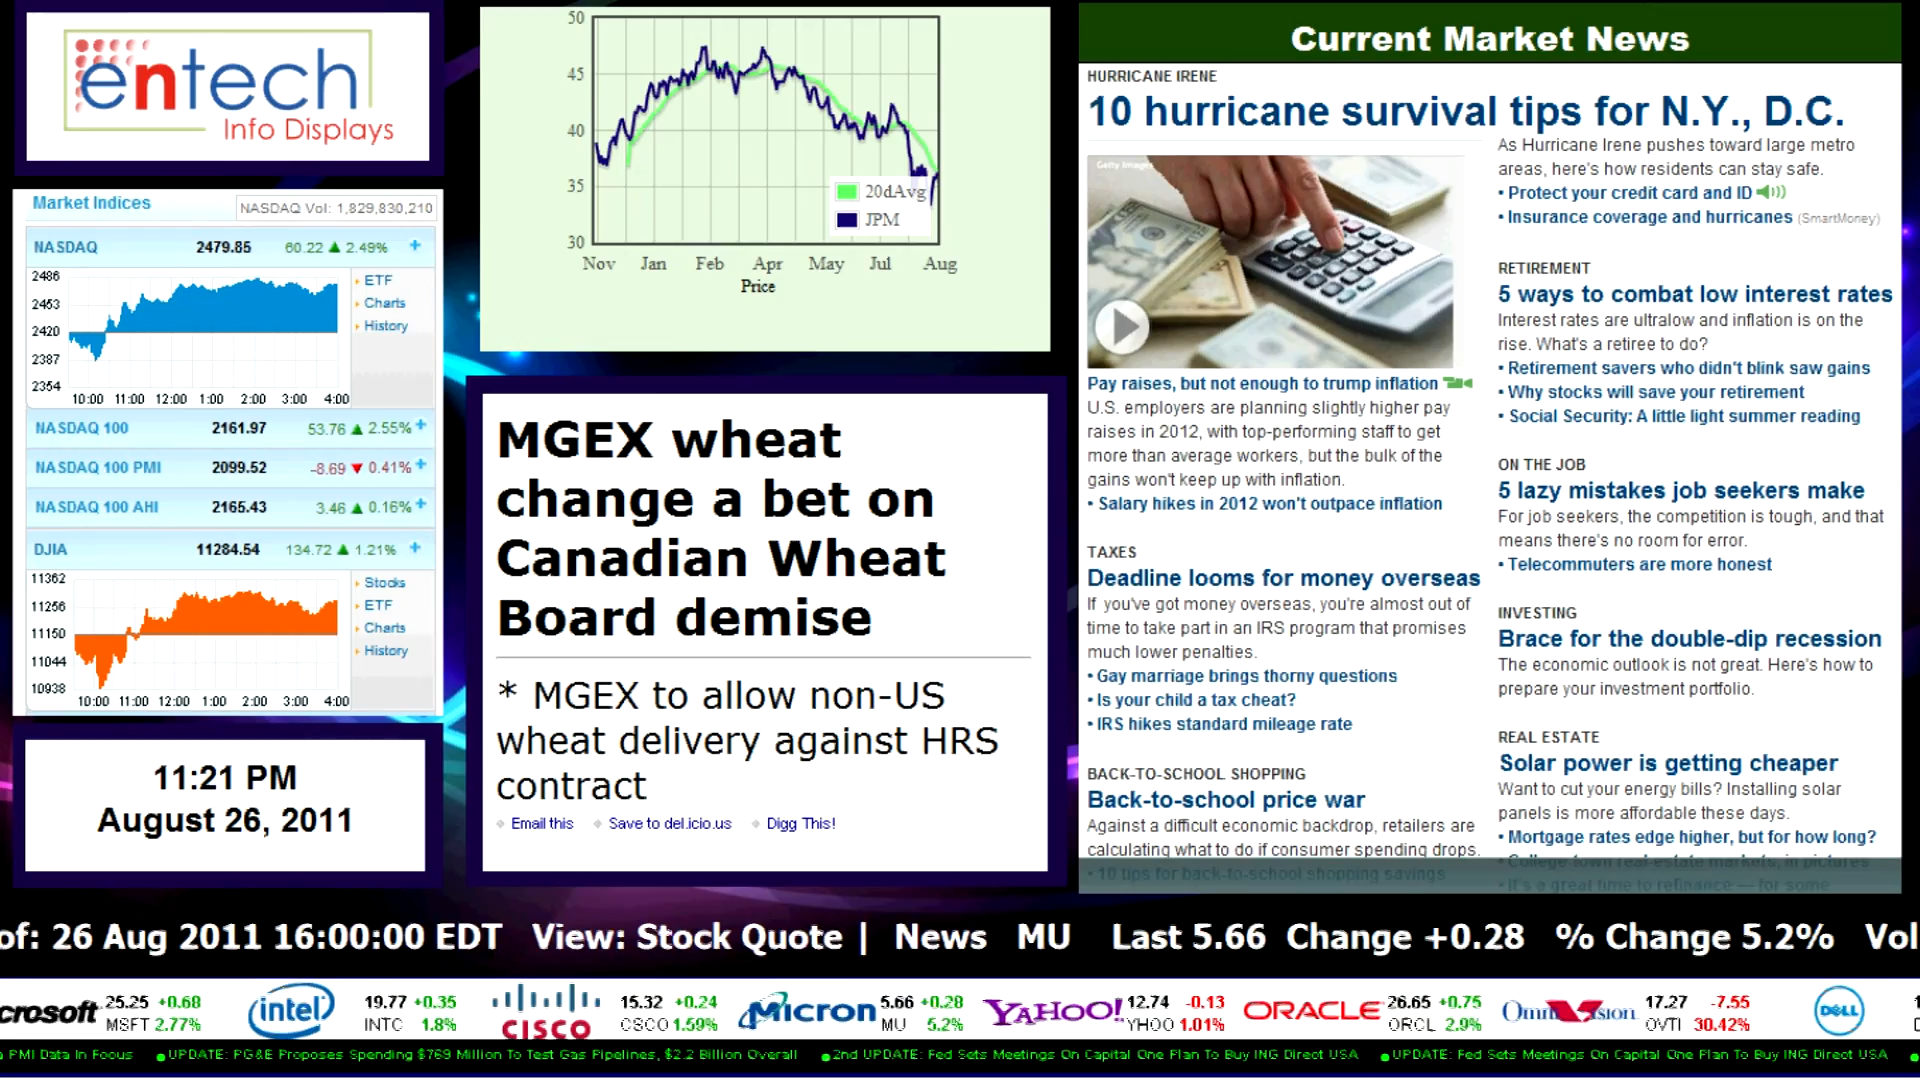 entech
Info Displays
Market Indices
NASDAQ Vol: 1,829,830,210
NASDAQ 2479.85 60.22 ▲ 2.49% +
2486
2453
2420
2387
2354
10:00 11:00 12:00 1:00 2:00 3:00 4:00
ETF
Charts
History
NASDAQ 100 2161.97 53.76 ▲ 2.55% +
NASDAQ 100 PMI 2099.52 -8.69 ▼ 0.41% +
NASDAQ 100 AHI 2165.43 3.46 ▲ 0.16% +
DJIA 11284.54 134.72 ▲ 1.21% +
11362
11256
11150
11044
10938
10:00 11:00 12:00 1:00 2:00 3:00 4:00
Stocks
ETF
Charts
History
11:21 PM
August 26, 2011
50
45
40
35
30
20dAvg
JPM
Nov Jan Feb Apr May Jul Aug
Price
MGEX wheat
change a bet on
Canadian Wheat
Board demise
* MGEX to allow non-US
wheat delivery against HRS
contract
Email this Save to del.icio.us Digg This!
Current Market News
HURRICANE IRENE
10 hurricane survival tips for N.Y., D.C.
Getty Images
Pay raises, but not enough to trump inflation
U.S. employers are planning slightly higher pay
raises in 2012, with top-performing staff to get
more than average workers, but the bulk of the
gains won't keep up with inflation.
• Salary hikes in 2012 won't outpace inflation
TAXES
Deadline looms for money overseas
If you've got money overseas, you're almost out of
time to take part in an IRS program that promises
much lower penalties.
• Gay marriage brings thorny questions
• Is your child a tax cheat?
• IRS hikes standard mileage rate
BACK-TO-SCHOOL SHOPPING
Back-to-school price war
Against a difficult economic backdrop, retailers are
calculating what to do if consumer spending drops.
• 10 tips for back-to-school shopping savings
As Hurricane Irene pushes toward large metro
areas, here's how residents can stay safe.
• Protect your credit card and ID
• Insurance coverage and hurricanes (SmartMoney)
RETIREMENT
5 ways to combat low interest rates
Interest rates are ultralow and inflation is on the
rise. What's a retiree to do?
• Retirement savers who didn't blink saw gains
• Why stocks will save your retirement
• Social Security: A little light summer reading
ON THE JOB
5 lazy mistakes job seekers make
For job seekers, the competition is tough, and that
means there's no room for error.
• Telecommuters are more honest
INVESTING
Brace for the double-dip recession
The economic outlook is not great. Here's how to
prepare your investment portfolio.
REAL ESTATE
Solar power is getting cheaper
Want to cut your energy bills? Installing solar
panels is more affordable these days.
• Mortgage rates edge higher, but for how long?
• College town real estate markets, in pictures
• It's a great time to refinance — for some
of: 26 Aug 2011 16:00:00 EDT View: Stock Quote | News MU Last 5.66 Change +0.28 % Change 5.2% Vol
crosoft 25.25 +0.68 MSFT 2.77%
intel 19.77 +0.35 INTC 1.8%
CISCO 15.32 +0.24 CSCO 1.59%
Micron 5.66 +0.28 MU 5.2%
YAHOO! 12.74 -0.13 YHOO 1.01%
ORACLE 26.65 +0.75 ORCL 2.9%
OmniVision 17.27 -7.55 OVTI 30.42%
DELL
PMI Data In Focus UPDATE: PG&E Proposes Spending $769 Million To Test Gas Pipelines, $2.2 Billion Overall 2nd UPDATE: Fed Sets Meetings On Capital One Plan To Buy ING Direct USA UPDATE: Fed Sets Meetings On Capital One Plan To Buy ING Direct USA